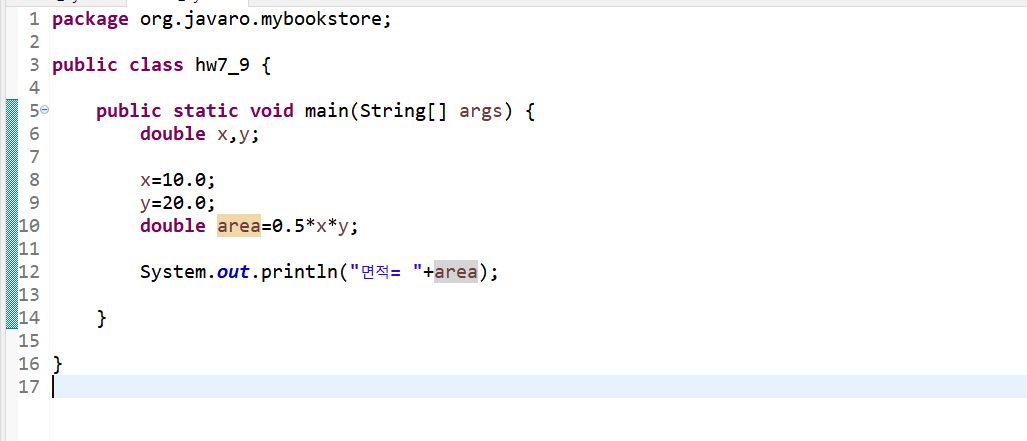 1 package org.javaro.mybookstore;
2
3 public class hw7_9 {
4
5 public static void main(String[] args) {
6 double x,y;
7
8 x=10.0;
9 y=20.0;
10 double area=0.5*x*y;
11
12 System.out.println("면적= "+area);
13
14 }
15
16 }
17